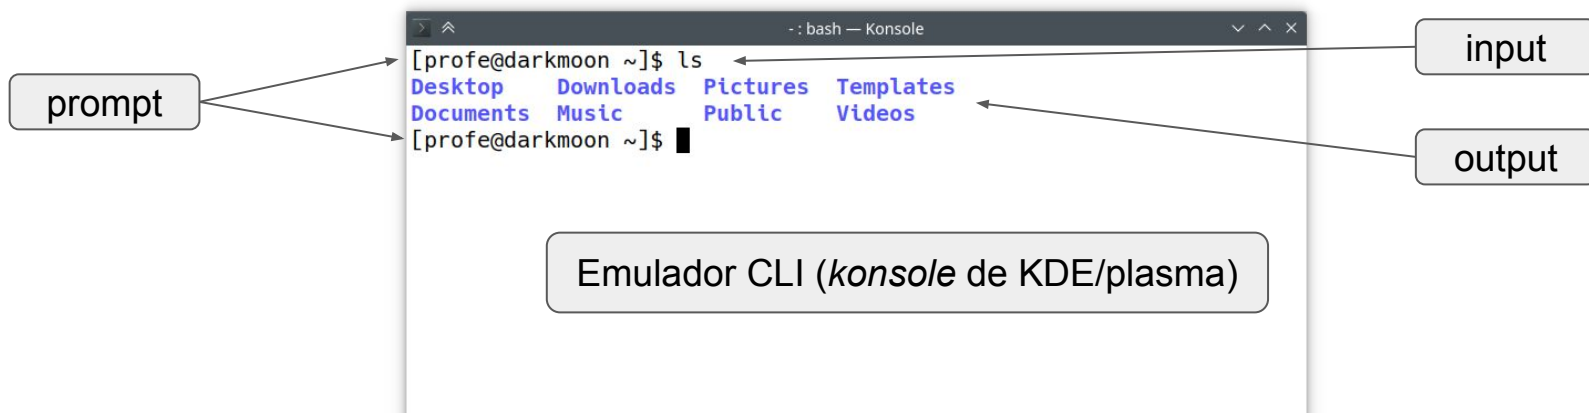 - : bash — Konsole
[profe@darkmoon ~]$ ls
Desktop Downloads Pictures Templates
Documents Music Public Videos
[profe@darkmoon ~]$
prompt
input
output
Emulador CLI (konsole de KDE/plasma)